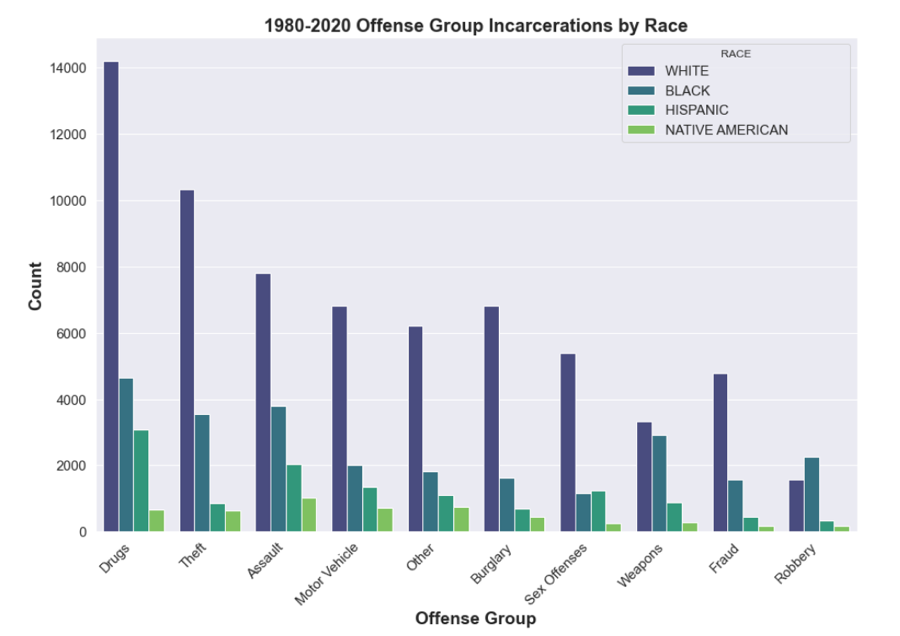 1980-2020 Offense Group Incarcerations by Race
RACE
WHITE
BLACK
HISPANIC
NATIVE AMERICAN
Count
14000
12000
10000
8000
6000
4000
2000
0
Drugs
Theft
Assault
Motor Vehicle
Other
Burglary
Sex Offenses
Weapons
Fraud
Robbery
Offense Group